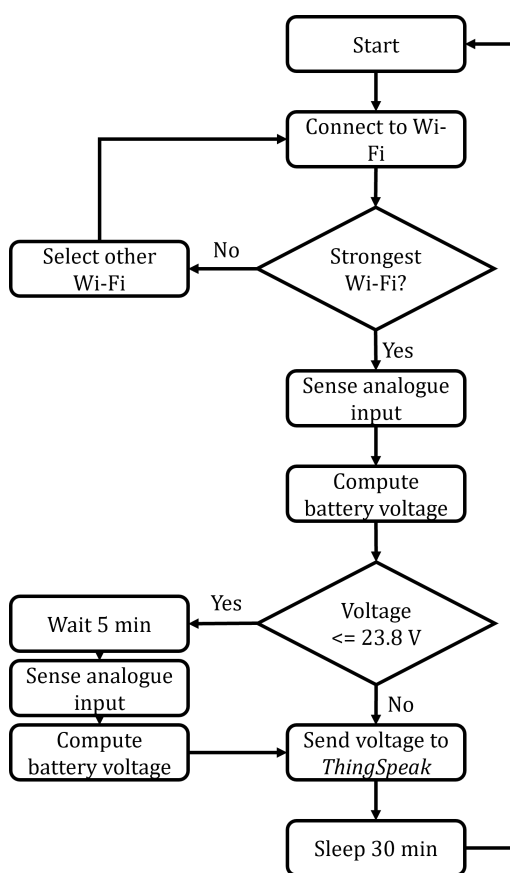 Start
Connect to Wi-
Fi
Strongest
Wi-Fi?
No
Select other
Wi-Fi
Yes
Sense analogue
input
Compute
battery voltage
Voltage
<= 23.8 V
Yes
Wait 5 min
Sense analogue
input
Compute
battery voltage
No
Send voltage to
ThingSpeak
Sleep 30 min